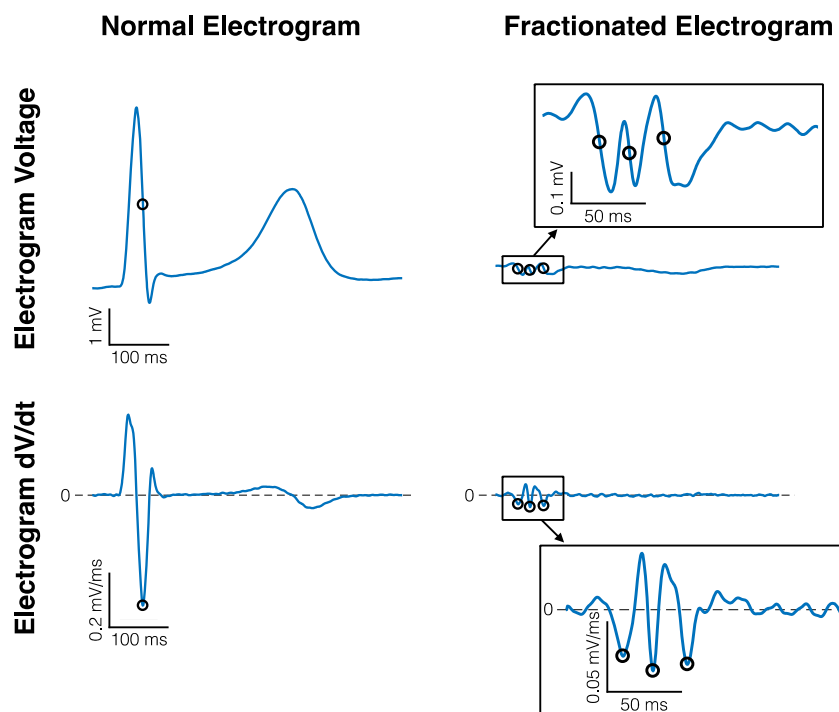 Normal Electrogram
Fractionated Electrogram
Electrogram Voltage
0.1 mV
50 ms
1 mV
100 ms
Electrogram dV/dt
0
0
0.2 mV/ms
100 ms
0
0.05 mV/ms
50 ms